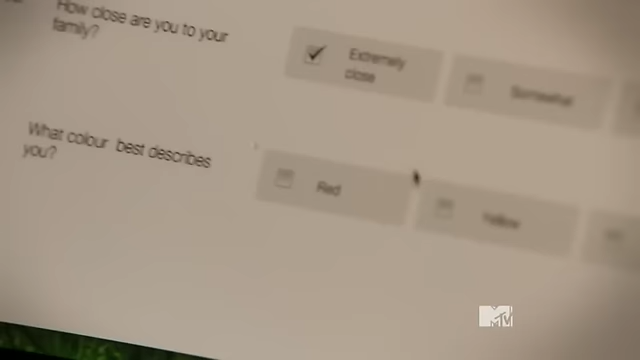 How close are you to your
family?
Extremely
close
Somewhat
What colour best describes
you?
Red
Yellow
MTV